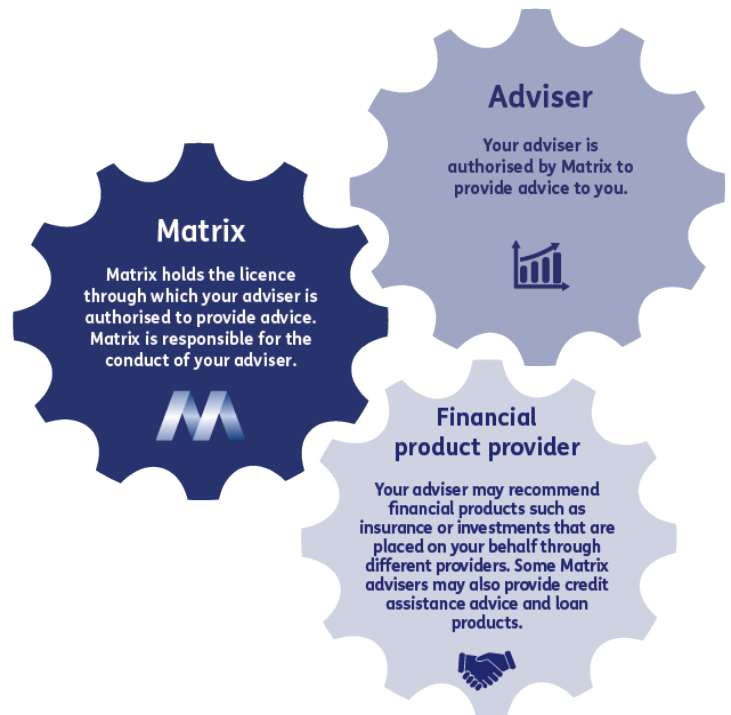 Adviser
Your adviser is
authorised by Matrix to
provide advice to you.
Matrix
Matrix holds the licence
through which your adviser is
authorised to provide advice.
Matrix is responsible for the
conduct of your adviser.
M
Financial
product provider
Your adviser may recommend
financial products such as
insurance or investments that are
placed on your behalf through
different providers. Some Matrix
advisers may also provide credit
assistance advice and loan
products.